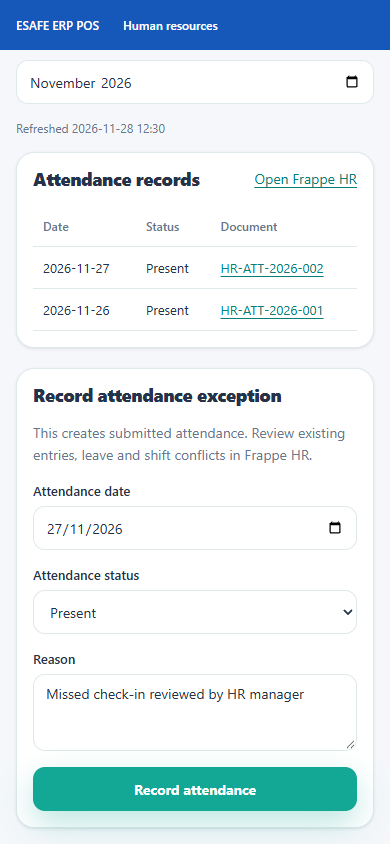 ESAFE ERP POS Human resources
November 2026
Refreshed 2026-11-28 12:30
Attendance records Open Frappe HR
Date Status Document
2026-11-27 Present HR-ATT-2026-002
2026-11-26 Present HR-ATT-2026-001
Record attendance exception
This creates submitted attendance. Review existing
entries, leave and shift conflicts in Frappe HR.
Attendance date
27/11/2026
Attendance status
Present
Reason
Missed check-in reviewed by HR manager
Record attendance